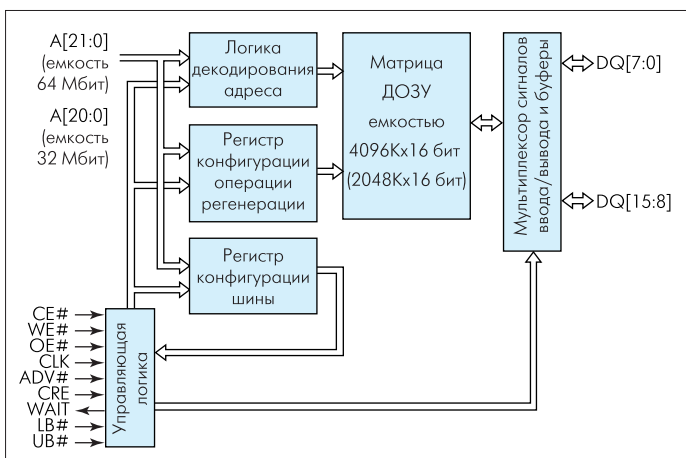 A[21:0]
(емкость
64 Мбит)
A[20:0]
(емкость
32 Мбит)
Логика
декодирования
адреса
Регистр
конфигурации
операции
регенерации
Регистр
конфигурации
шины
Матрица
ДОЗУ
емкостью
4096Кх16 бит
(2048Кх16 бит)
Мультиплексор сигналов
ввода/вывода и буферы
DQ[7:0]
DQ[15:8]
CE#
WE#
OE#
CLK
ADV#
CRE
WAIT
LB#
UB#
Управляющая
логика